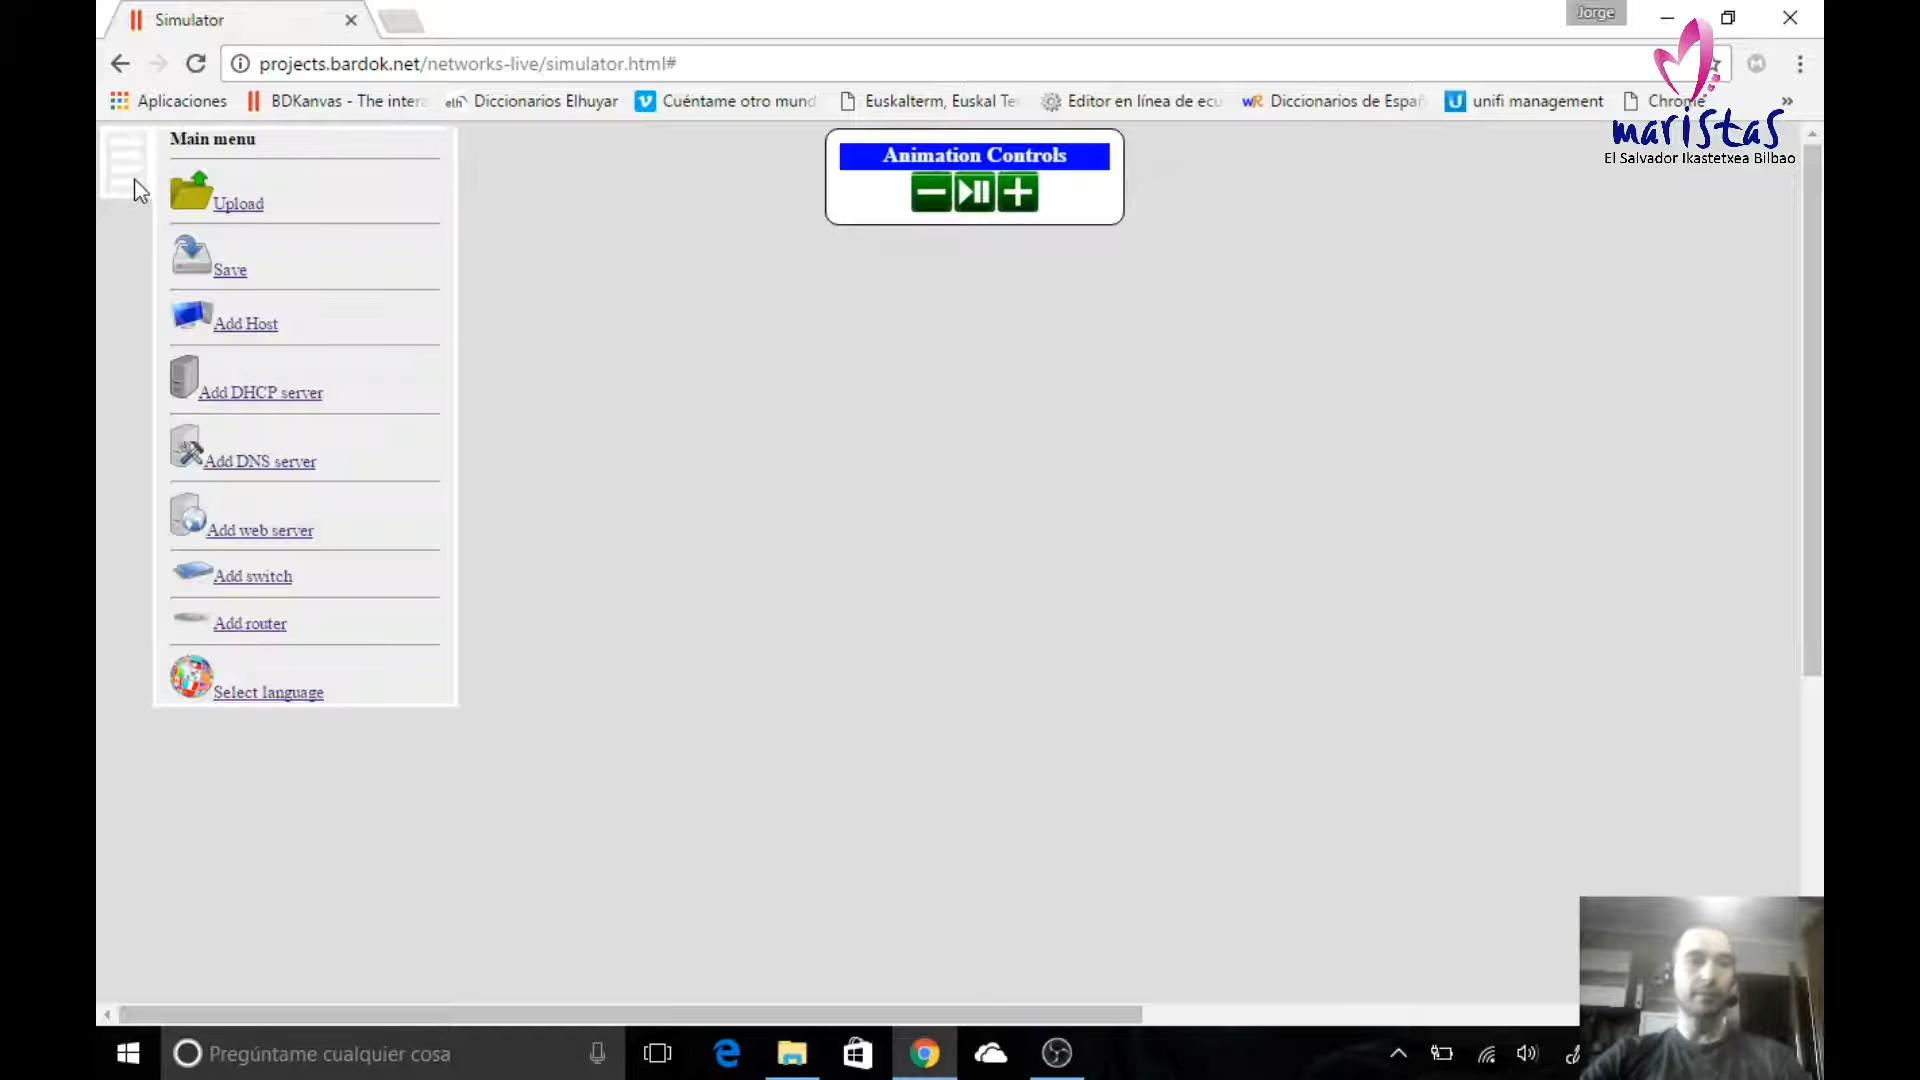 Simulator
Jorge
projects.bardok.net/networks-live/simulator.html#
Aplicaciones
BDKanvas - The intera
Diccionarios Elhuyar
Cuéntame otro mund
Euskalterm, Euskal Te
Editor en línea de ecu
Diccionarios de Españ
unifi management
Chrome
»
maristas
El Salvador Ikastetxea Bilbao
Main menu
Upload
Save
Add Host
Add DHCP server
Add DNS server
Add web server
Add switch
Add router
Select language
Animation Controls
Pregúntame cualquier cosa